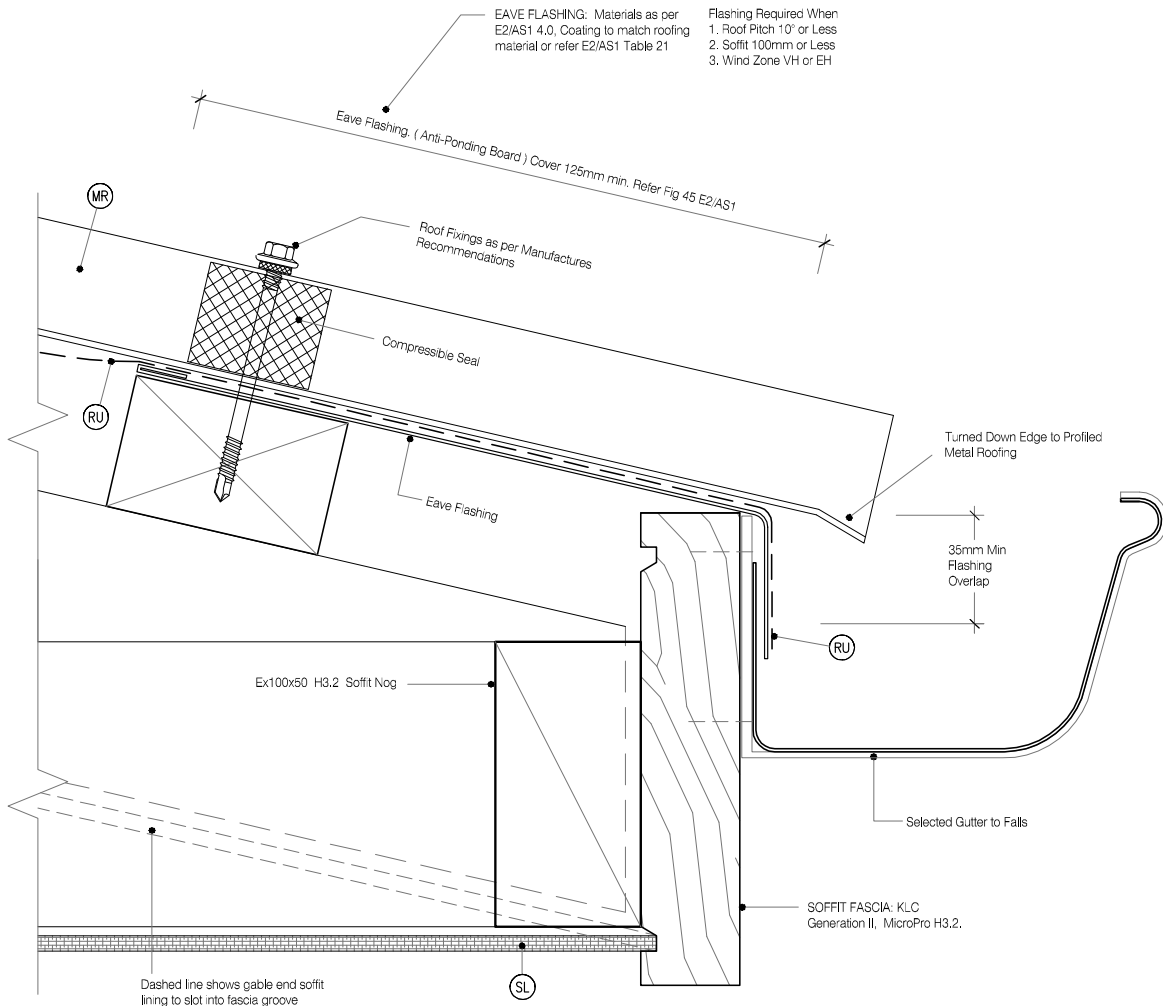 EAVE FLASHING: Materials as per
E2/AS1 4.0, Coating to match roofing
material or refer E2/AS1 Table 21
Flashing Required When
1. Roof Pitch 10° or Less
2. Soffit 100mm or Less
3. Wind Zone VH or EH
Eave Flashing. ( Anti-Ponding Board ) Cover 125mm min. Refer Fig 45 E2/AS1
MR
Roof Fixings as per Manufactures
Recommendations
Compressible Seal
RU
Eave Flashing
Turned Down Edge to Profiled
Metal Roofing
35mm Min
Flashing
Overlap
RU
Ex100x50 H3.2 Soffit Nog
Selected Gutter to Falls
SOFFIT FASCIA: KLC
Generation II, MicroPro H3.2.
SL
Dashed line shows gable end soffit
lining to slot into fascia groove